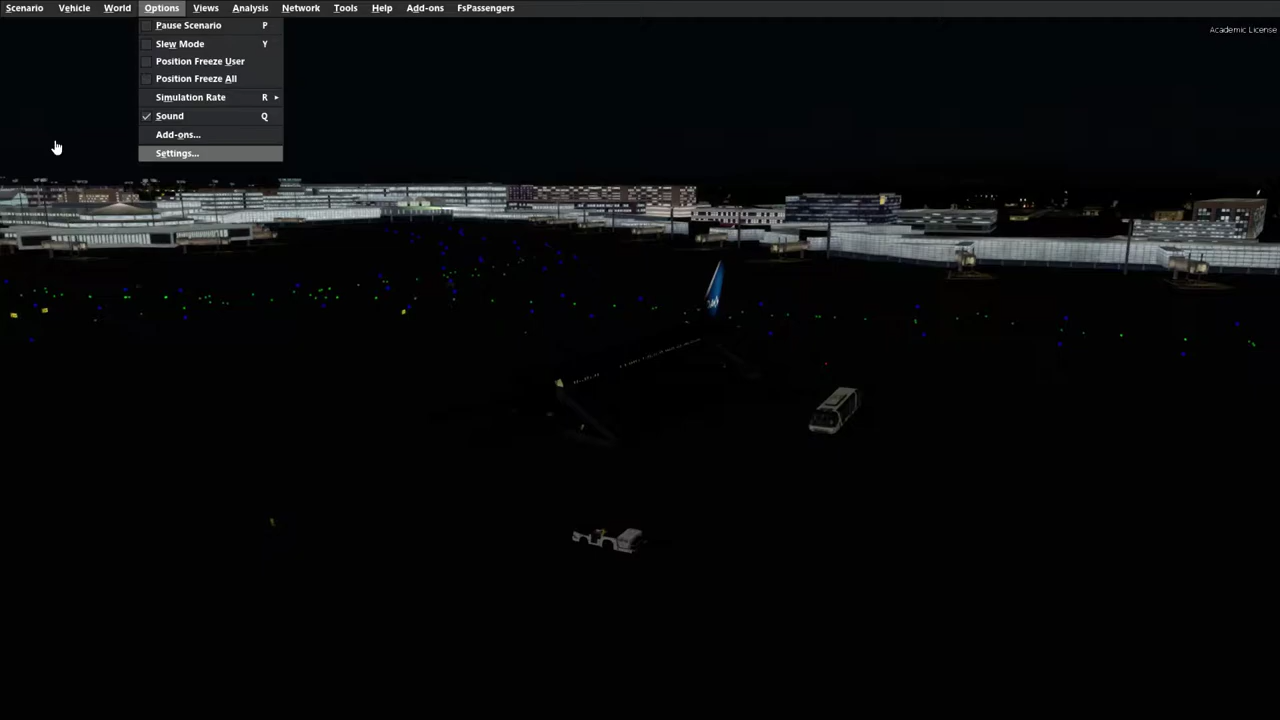 Scenario Vehicle World Options Views Analysis Network Tools Help Add-ons FsPassengers
Academic License
Pause Scenario P
Slew Mode Y
Position Freeze User
Position Freeze All
Simulation Rate R
Sound Q
Add-ons...
Settings...